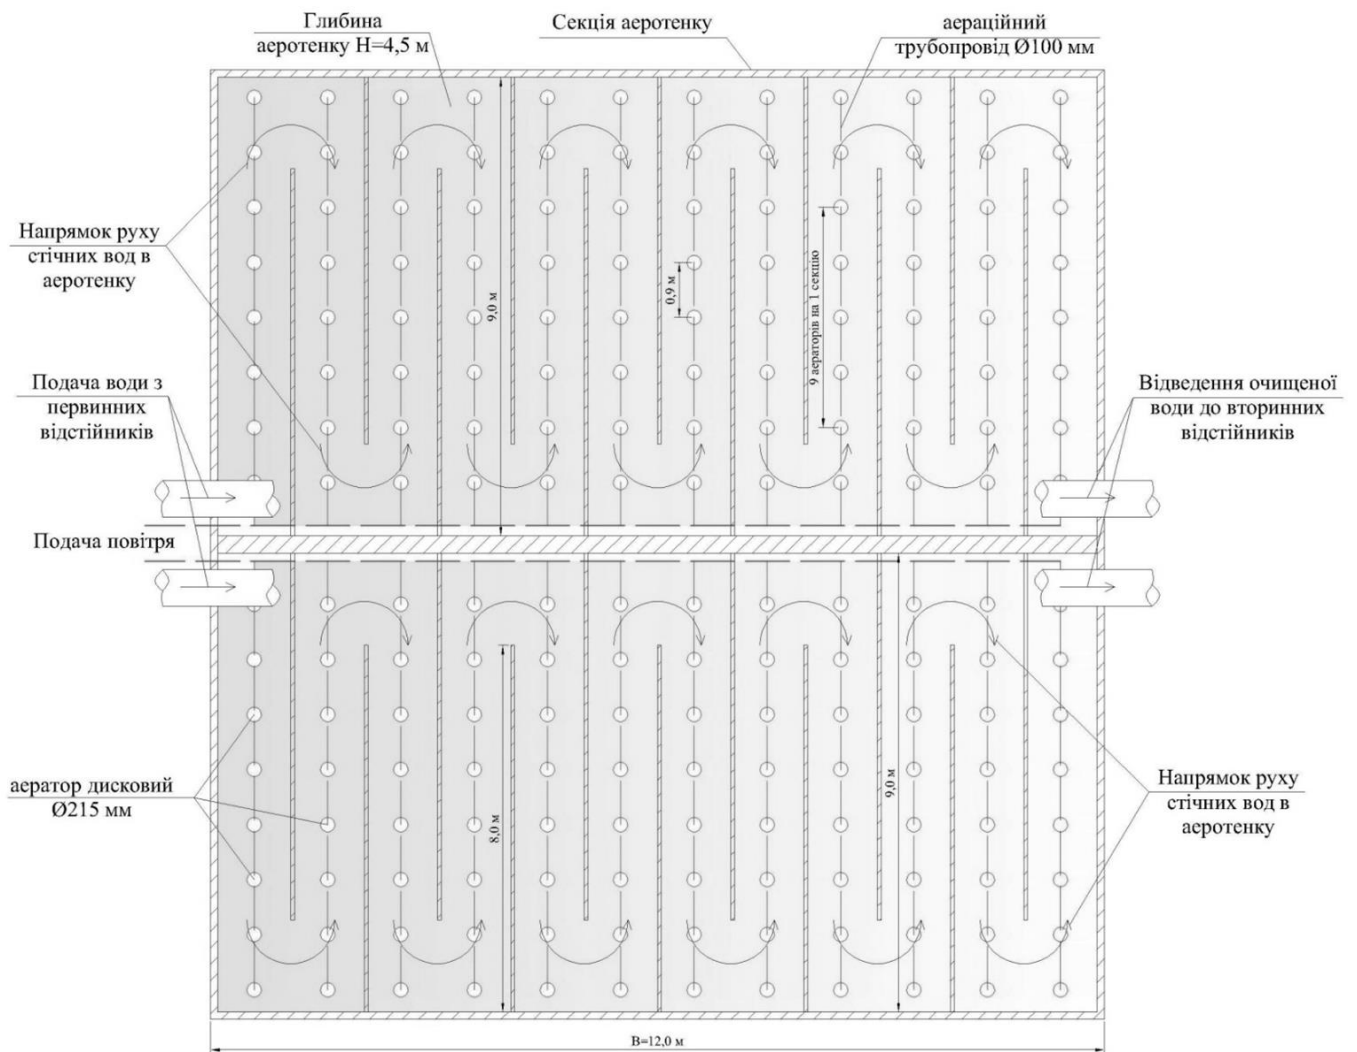 Глибина
аеротенку H=4,5 м
Секція аеротенку
аераційний
трубопровід Ø100 мм
Напрямок руху
стічних вод в
аеротенку
9,0 м
0,9 м
9 аераторів на 1 секцію
Подача води з
первинних
відстійників
Відведення очищеної
води до вторинних
відстійників
Подача повітря
аератор дисковий
Ø215 мм
8,0 м
9,0 м
Напрямок руху
стічних вод в
аеротенку
B=12,0 м